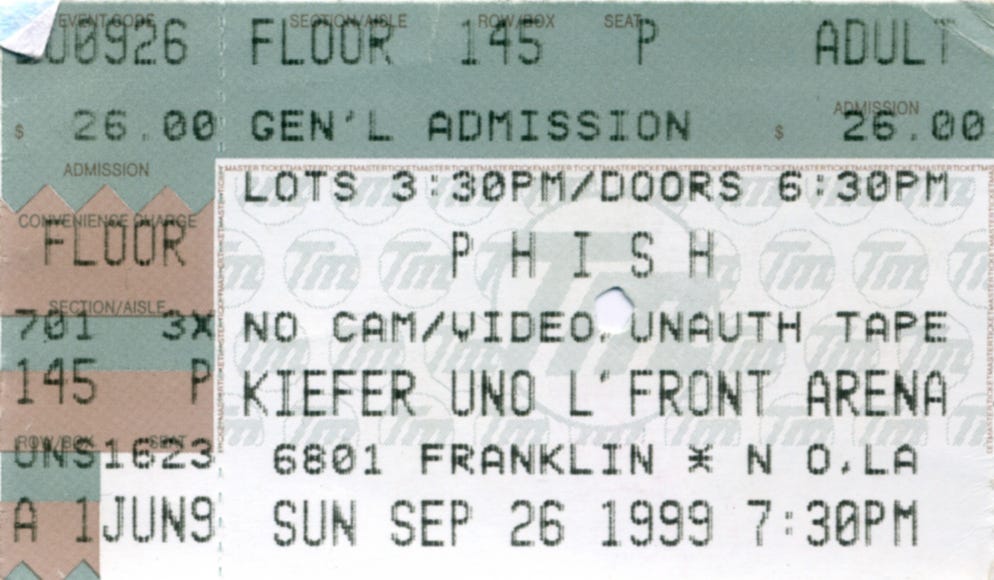 EVENT CODE SECTION/AISLE ROW/BOX SEAT
0926 FLOOR 145 P ADULT
ADMISSION
$ 26.00 GEN'L ADMISSION $ 26.00
ADMISSION
LOTS 3:30PM/DOORS 6:30PM
CONVENIENCE CHARGE
FLOOR P H I S H
SECTION/AISLE
701 3X NO CAM/VIDEO UNAUTH TAPE
145 P KIEFER UNO L'FRONT ARENA
ROW/BOX SEAT
UNS1623 6801 FRANKLIN * N O.LA
A 1JUN9 SUN SEP 26 1999 7:30PM